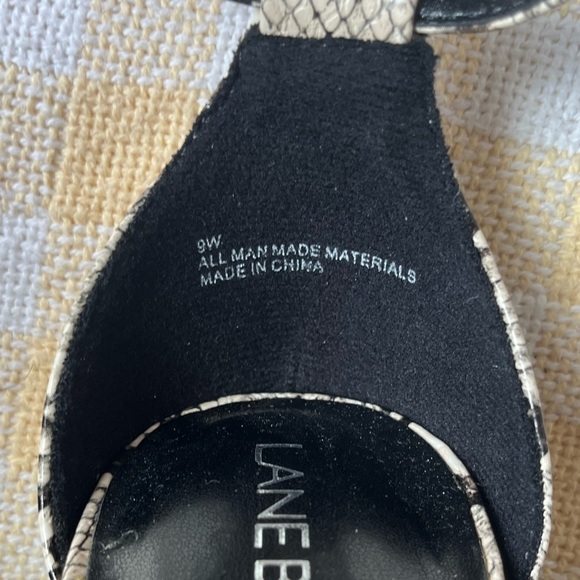 9W
ALL MAN MADE MATERIALS
MADE IN CHINA
LANE B